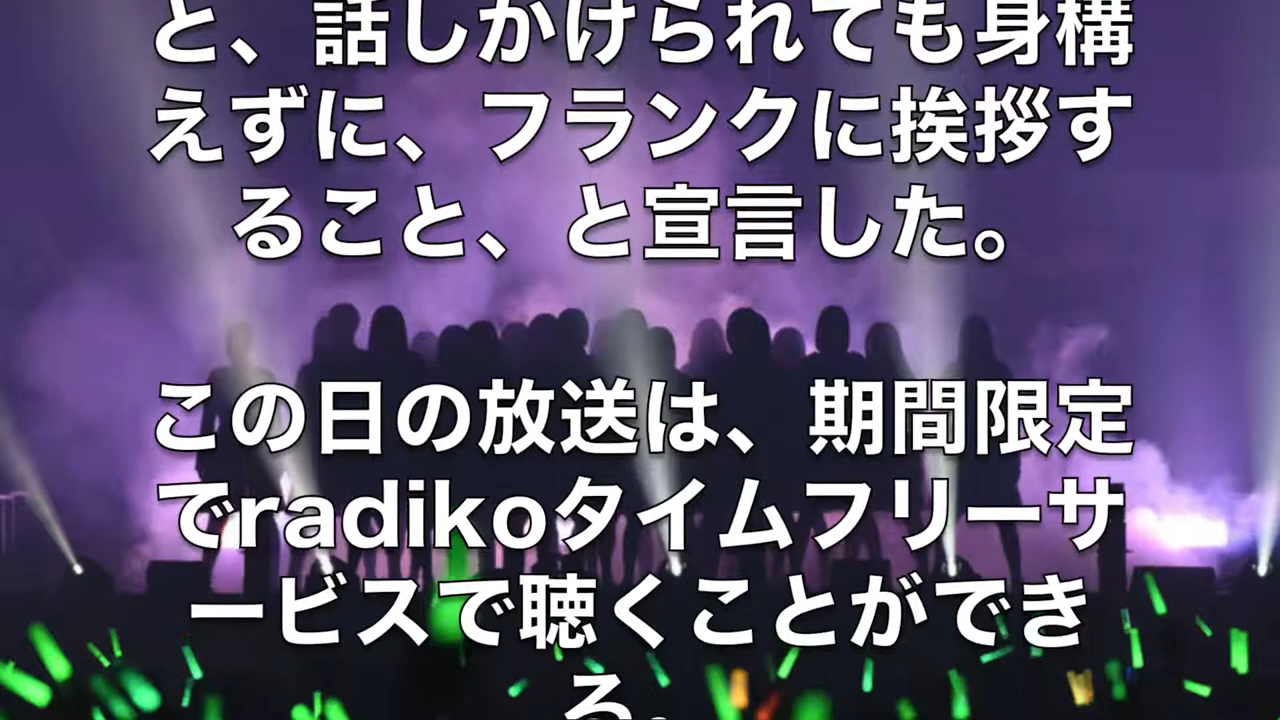 と、話しかけられても身構
えずに、フランクに挨拶す
ること、と宣言した。
この日の放送は、期間限定
でradikoタイムフリーサ
ービスで聴くことができ
る。